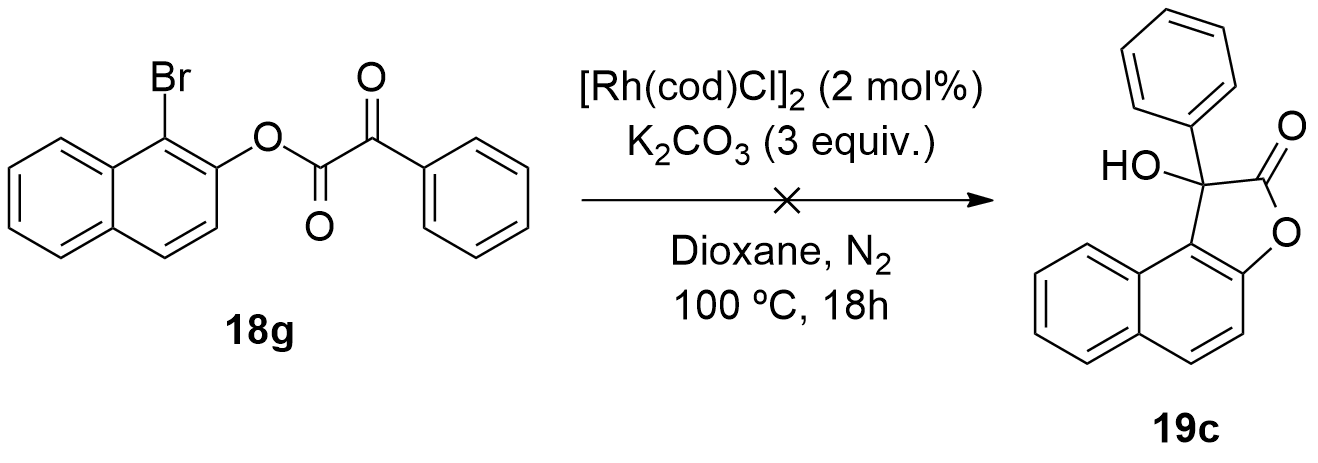 Br
O
O
O
18g
[Rh(cod)Cl]₂ (2 mol%)
K₂CO₃ (3 equiv.)
Dioxane, N₂
100 ºC, 18h
HO
O
O
19c